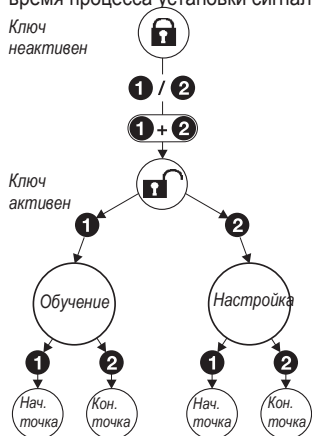 время процесса установки сигнал
Ключ
неактивен
1 / 2
1 + 2
Ключ
активен
1 2
Обучение Настройка
1 2 1 2
Нач. Кон. Нач. Кон.
точка точка точка точка